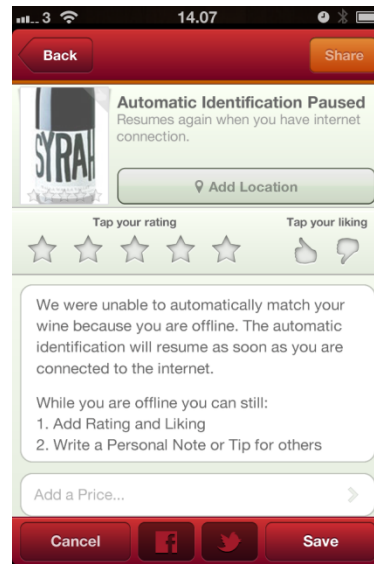 3 14.07
Back
Share
SYRAH
Automatic Identification Paused
Resumes again when you have internet
connection.
Add Location
Tap your rating
Tap your liking
We were unable to automatically match your
wine because you are offline. The automatic
identification will resume as soon as you are
connected to the internet.
While you are offline you can still:
1. Add Rating and Liking
2. Write a Personal Note or Tip for others
Add a Price...
Cancel
f
Save